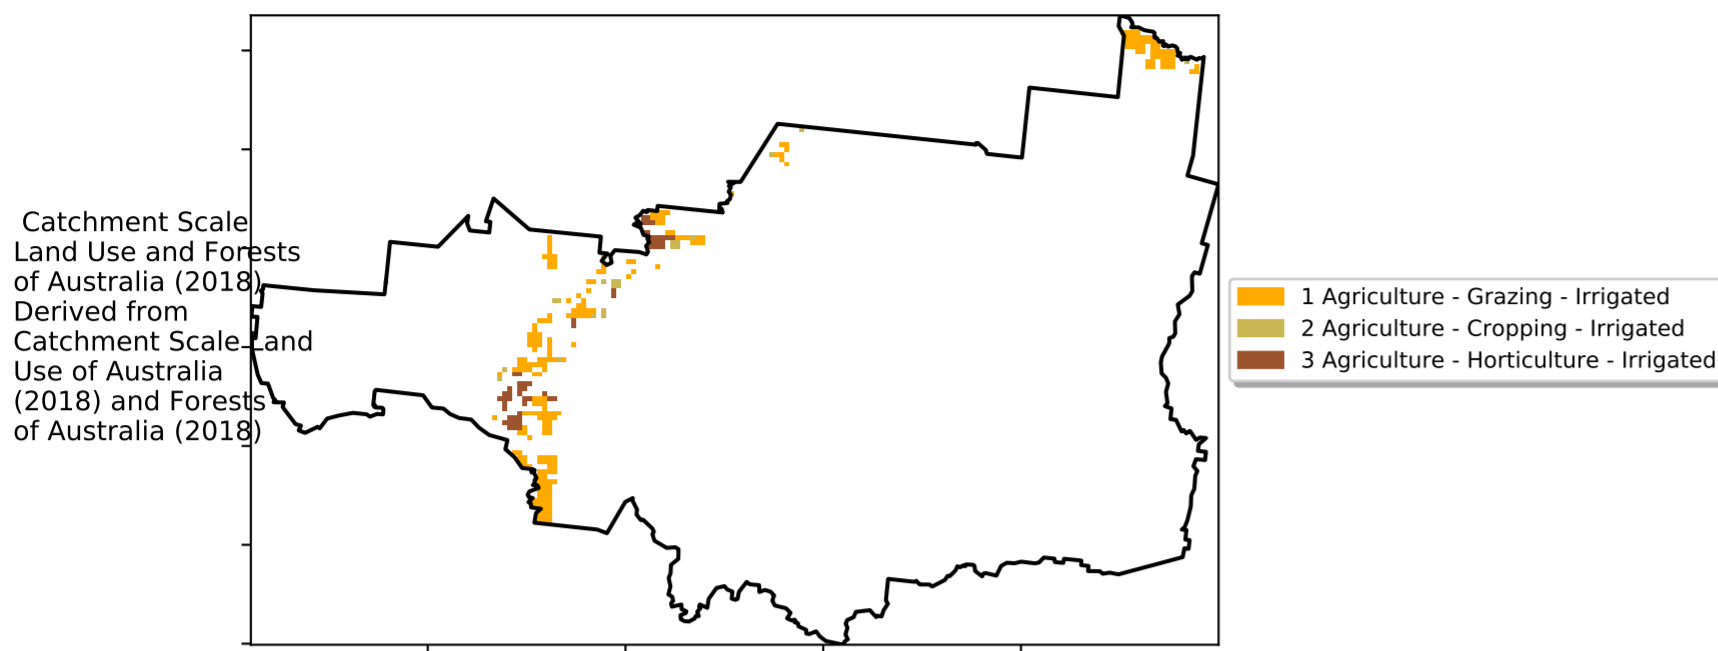 Catchment Scale
Land Use and Forests
of Australia (2018)
Derived from
Catchment Scale Land
Use of Australia
(2018) and Forests
of Australia (2018)
1 Agriculture - Grazing - Irrigated
2 Agriculture - Cropping - Irrigated
3 Agriculture - Horticulture - Irrigated